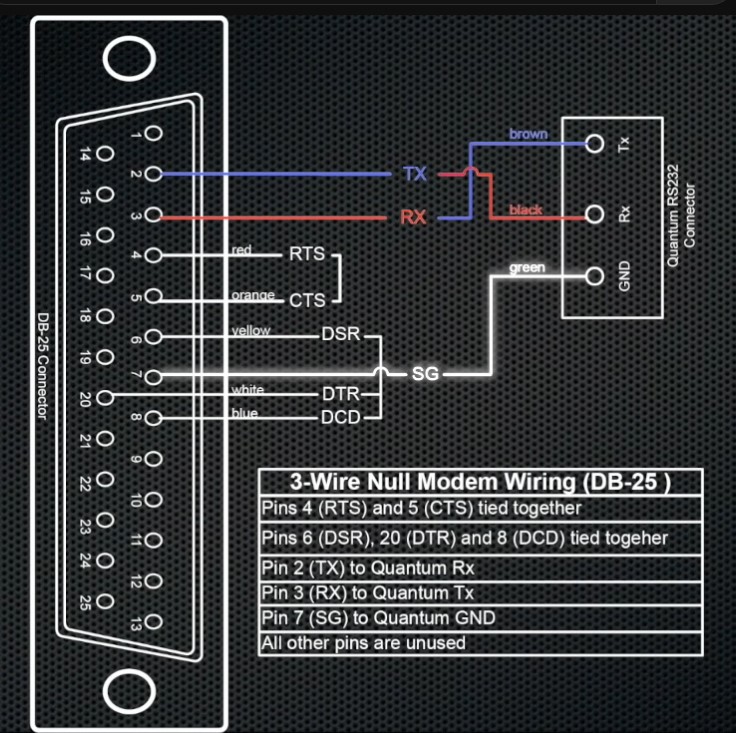 DB-25 Connector
1
2
3
4
5
6
7
8
9
10
11
12
13
14
15
16
17
18
19
20
21
22
23
24
25
TX
RX
red RTS
orange CTS
yellow DSR
SG
white DTR
blue DCD
brown
black
green
Tx
Rx
GND
Quantum RS232
Connector
3-Wire Null Modem Wiring (DB-25 )
Pins 4 (RTS) and 5 (CTS) tied together
Pins 6 (DSR), 20 (DTR) and 8 (DCD) tied togeher
Pin 2 (TX) to Quantum Rx
Pin 3 (RX) to Quantum Tx
Pin 7 (SG) to Quantum GND
All other pins are unused